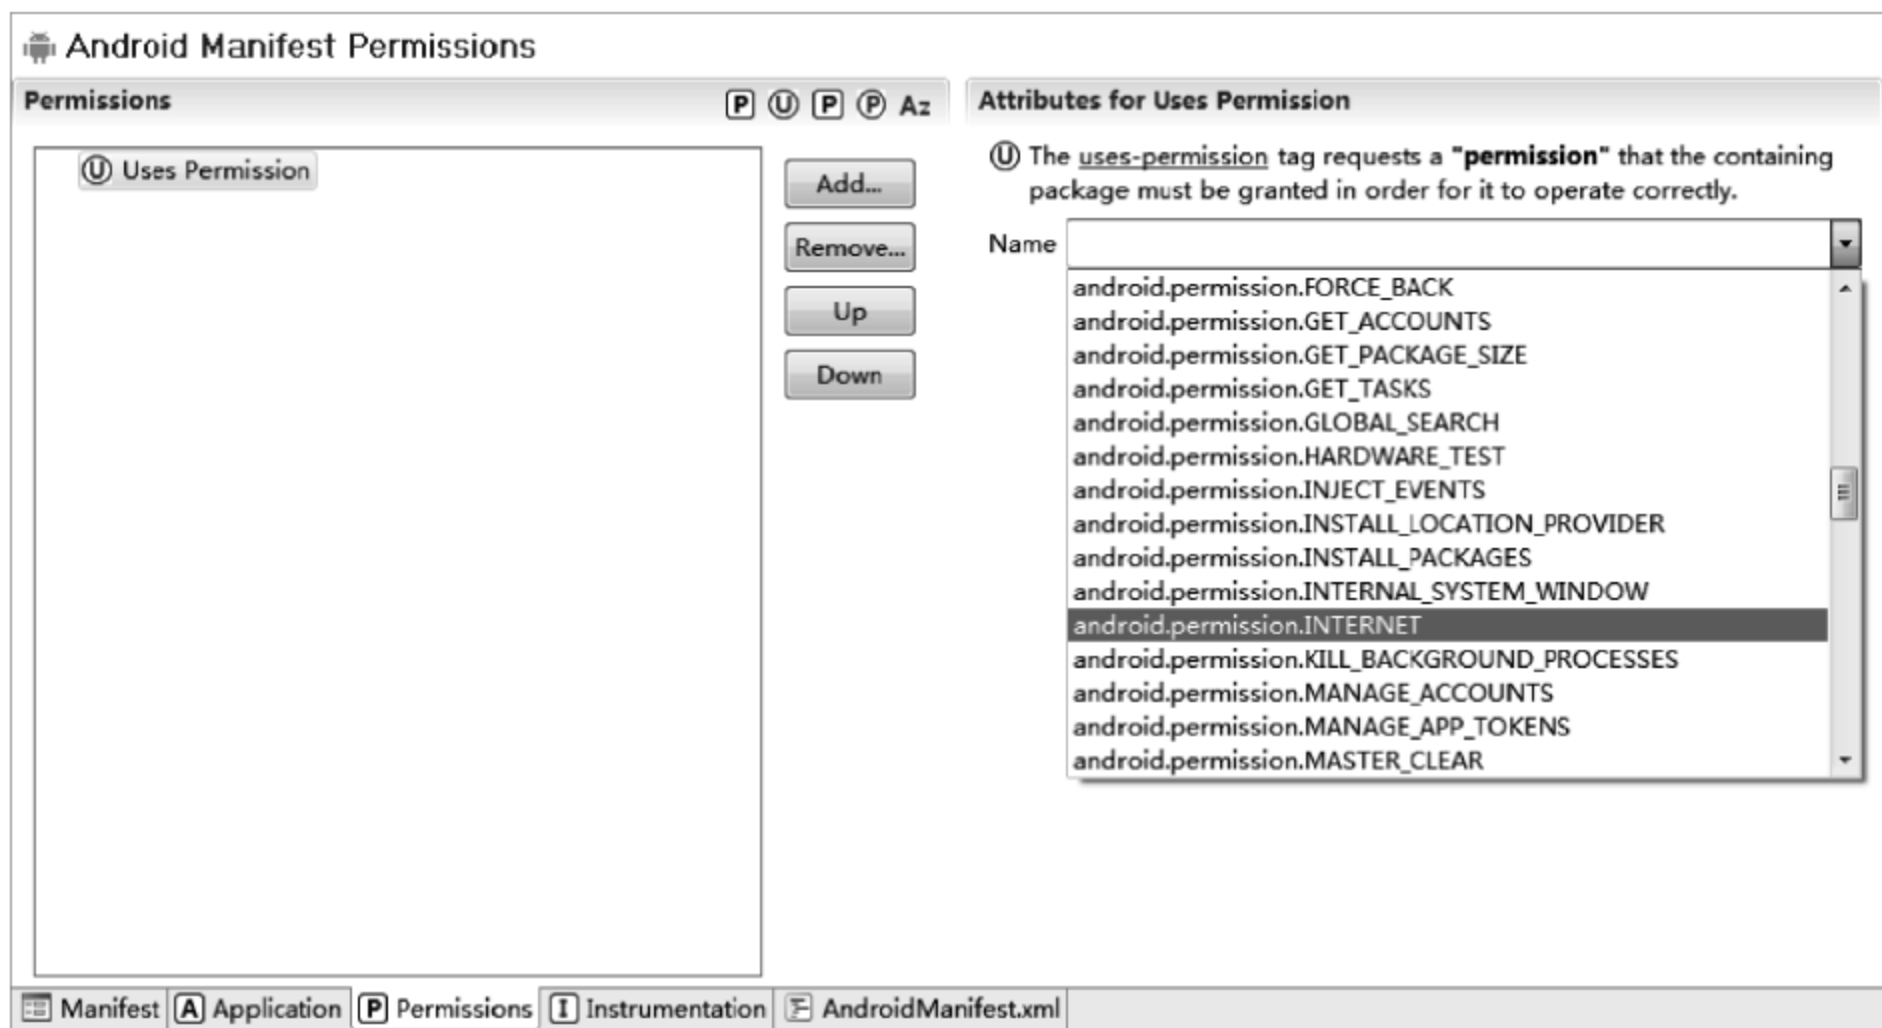 Android Manifest Permissions
Permissions
P U P P Az
U Uses Permission
Add...
Remove...
Up
Down
Attributes for Uses Permission
U The uses-permission tag requests a "permission" that the containing
package must be granted in order for it to operate correctly.
Name
android.permission.FORCE_BACK
android.permission.GET_ACCOUNTS
android.permission.GET_PACKAGE_SIZE
android.permission.GET_TASKS
android.permission.GLOBAL_SEARCH
android.permission.HARDWARE_TEST
android.permission.INJECT_EVENTS
android.permission.INSTALL_LOCATION_PROVIDER
android.permission.INSTALL_PACKAGES
android.permission.INTERNAL_SYSTEM_WINDOW
android.permission.INTERNET
android.permission.KILL_BACKGROUND_PROCESSES
android.permission.MANAGE_ACCOUNTS
android.permission.MANAGE_APP_TOKENS
android.permission.MASTER_CLEAR
Manifest A Application P Permissions I Instrumentation F AndroidManifest.xml